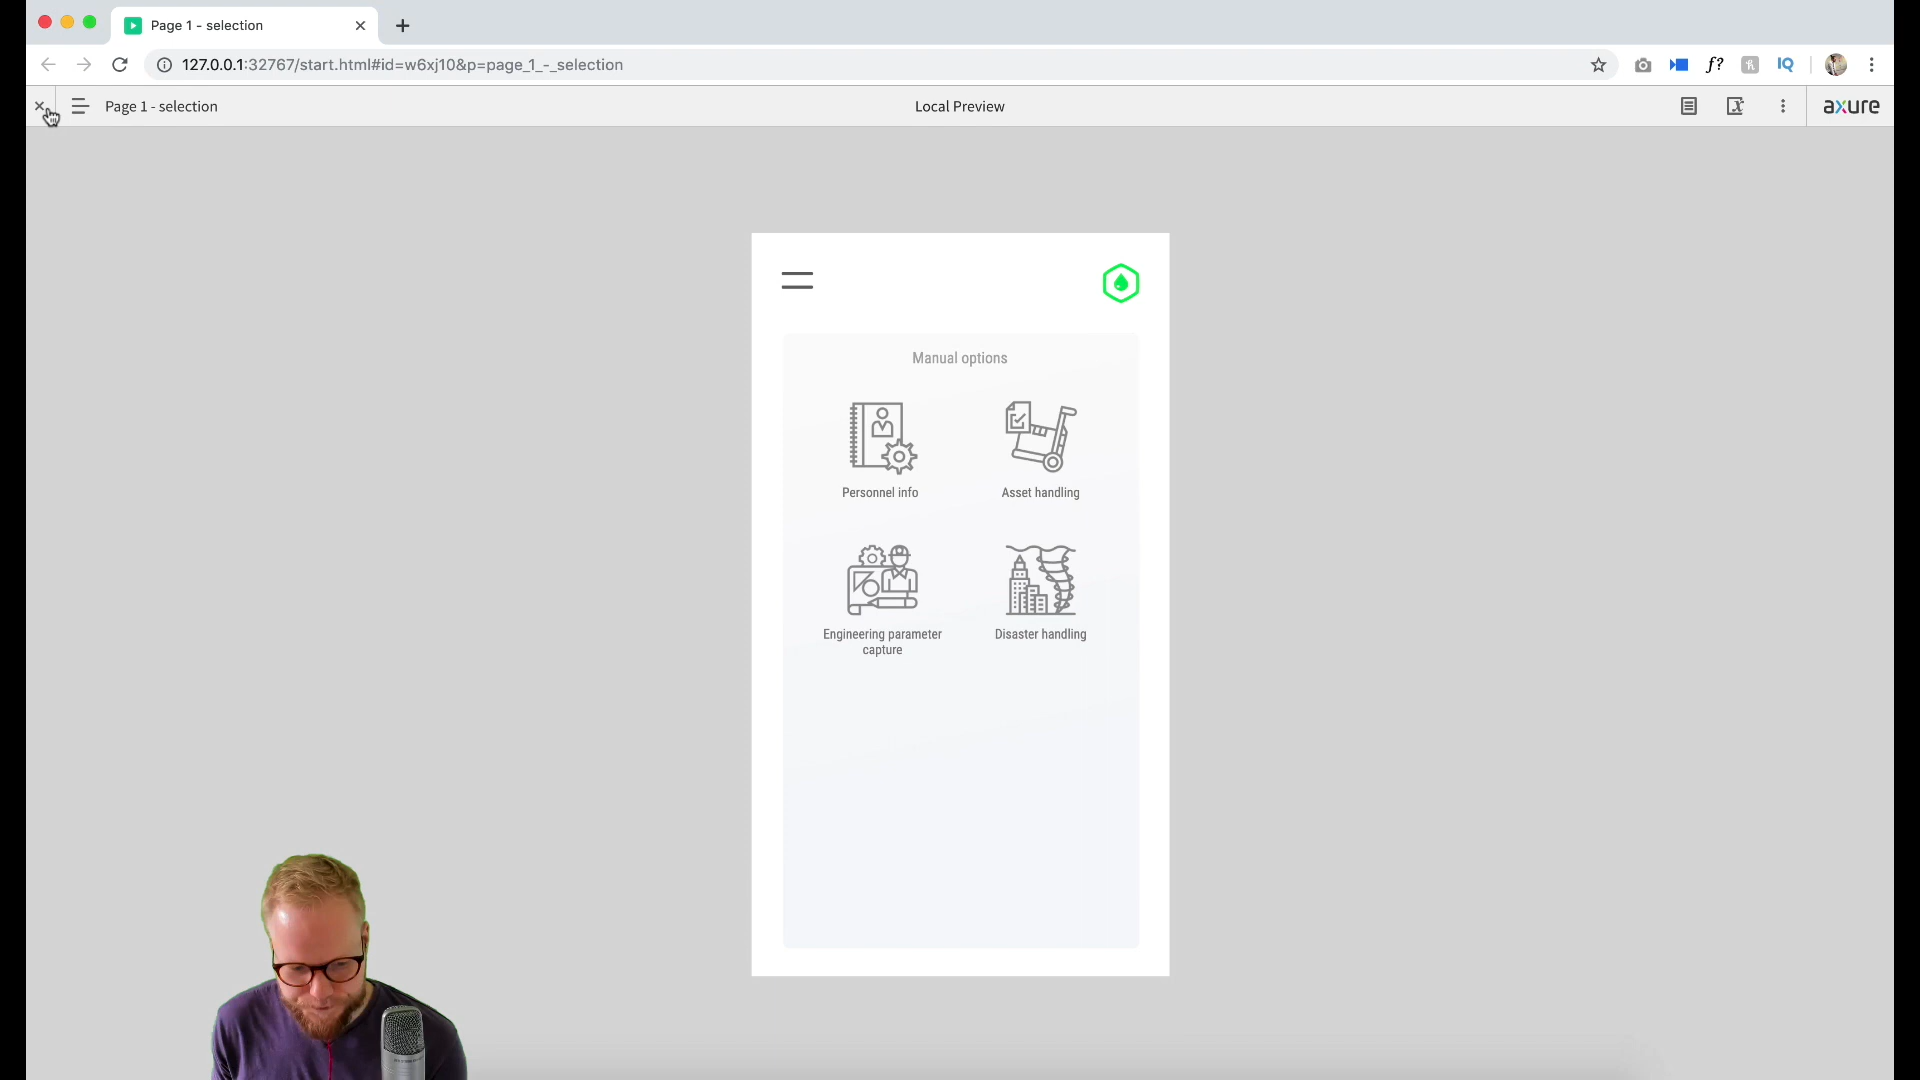 Page 1 - selection
127.0.0.1:32767/start.html#id=w6xj10&p=page_1_-_selection
f?
IQ
Page 1 - selection
Local Preview
axure
Manual options
Personnel info
Asset handling
Engineering parameter
capture
Disaster handling